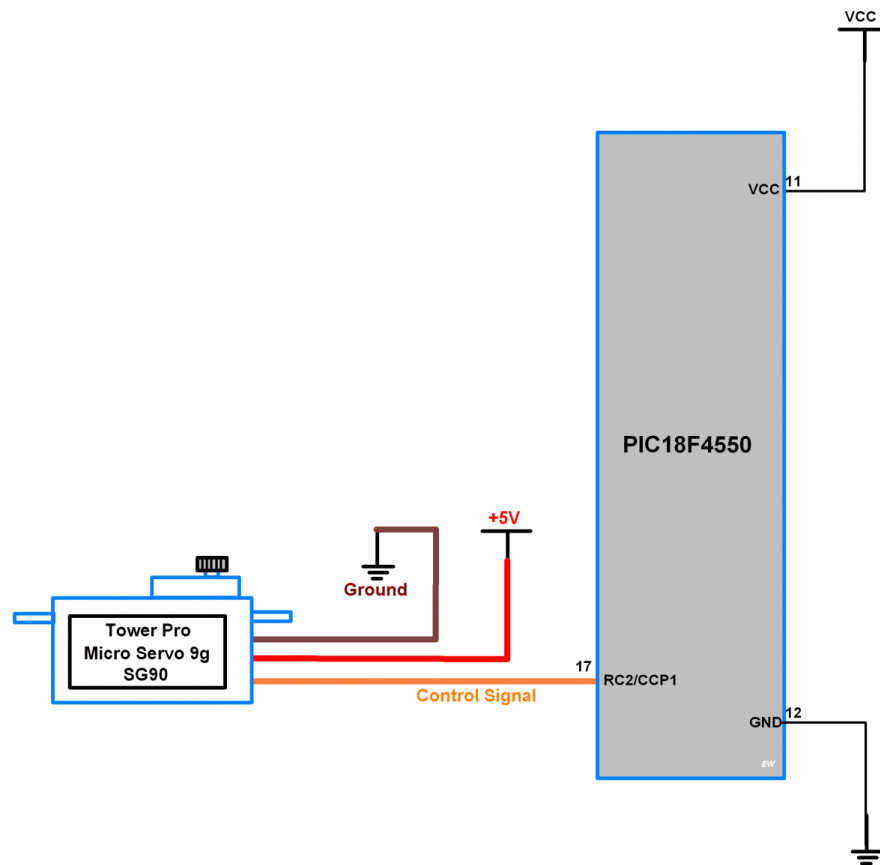 VCC
VCC 11
PIC18F4550
+5V
Ground
Tower Pro
Micro Servo 9g
SG90
17 RC2/CCP1
Control Signal
GND 12
EW